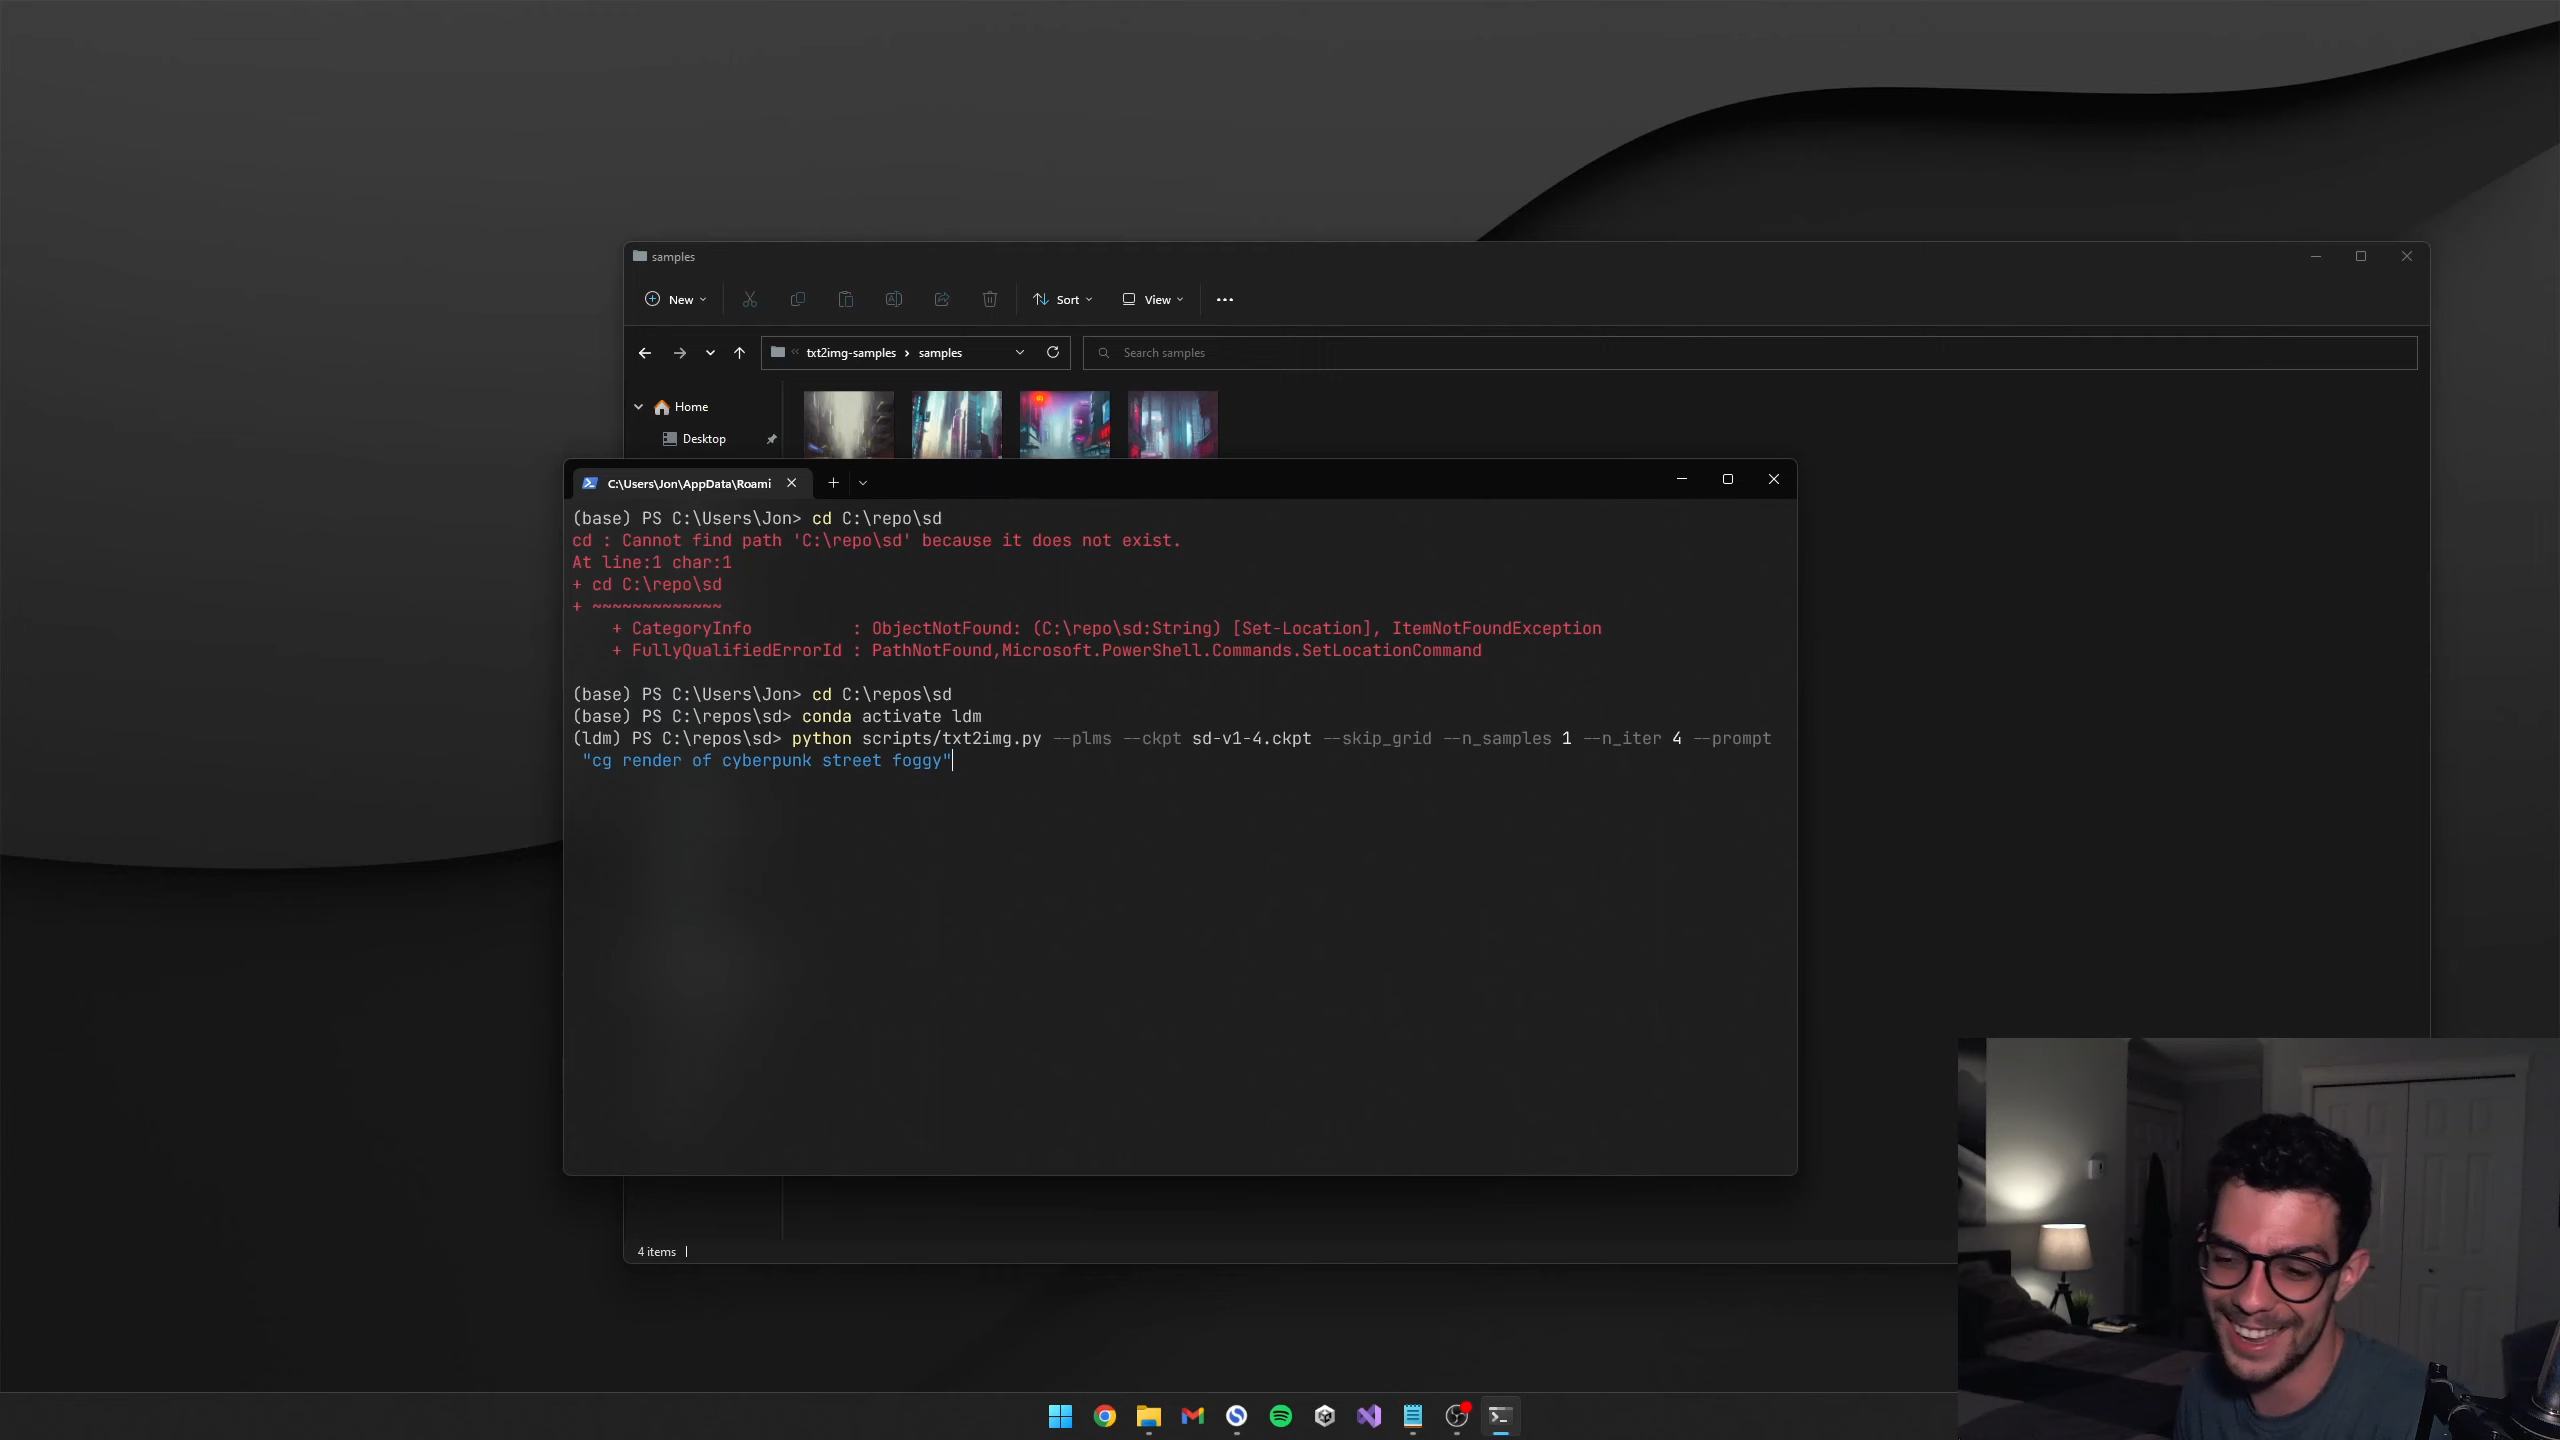 samples
New
Sort
View
txt2img-samples
samples
Search samples
Home
Desktop
C:\Users\Jon\AppData\Roami
(base) PS C:\Users\Jon> cd C:\repo\sd
cd : Cannot find path 'C:\repo\sd' because it does not exist.
At line:1 char:1
+ cd C:\repo\sd
+ ~~~~~~~~~~~~~
+ CategoryInfo          : ObjectNotFound: (C:\repo\sd:String) [Set-Location], ItemNotFoundException
+ FullyQualifiedErrorId : PathNotFound,Microsoft.PowerShell.Commands.SetLocationCommand
(base) PS C:\Users\Jon> cd C:\repos\sd
(base) PS C:\repos\sd> conda activate ldm
(ldm) PS C:\repos\sd> python scripts/txt2img.py --plms --ckpt sd-v1-4.ckpt --skip_grid --n_samples 1 --n_iter 4 --prompt
"cg render of cyberpunk street foggy"
4 items